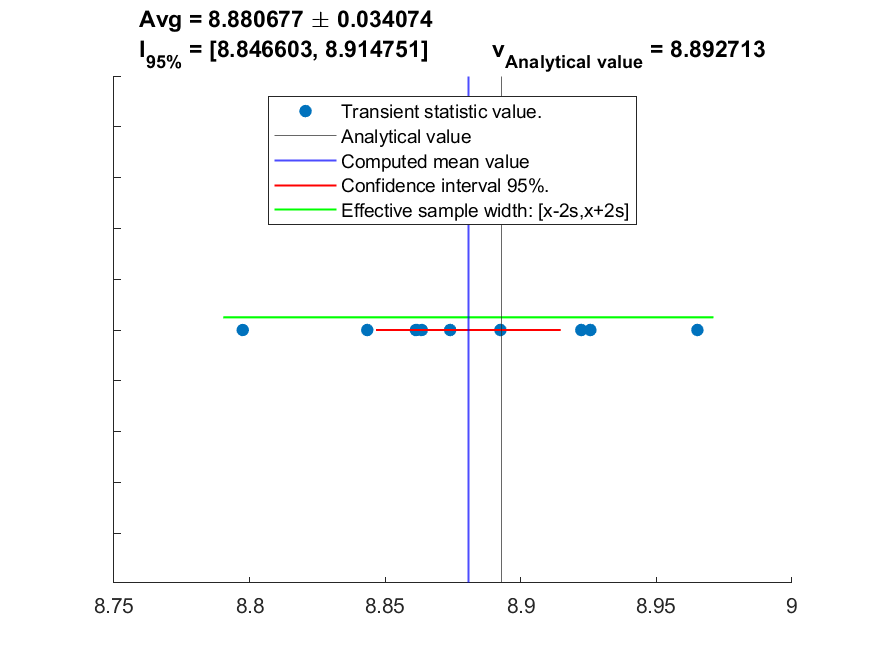 Avg = 8.880677 ± 0.034074
I95% = [8.846603, 8.914751] vAnalytical value = 8.892713
Transient statistic value.
Analytical value
Computed mean value
Confidence interval 95%.
Effective sample width: [x-2s,x+2s]
8.75 8.8 8.85 8.9 8.95 9